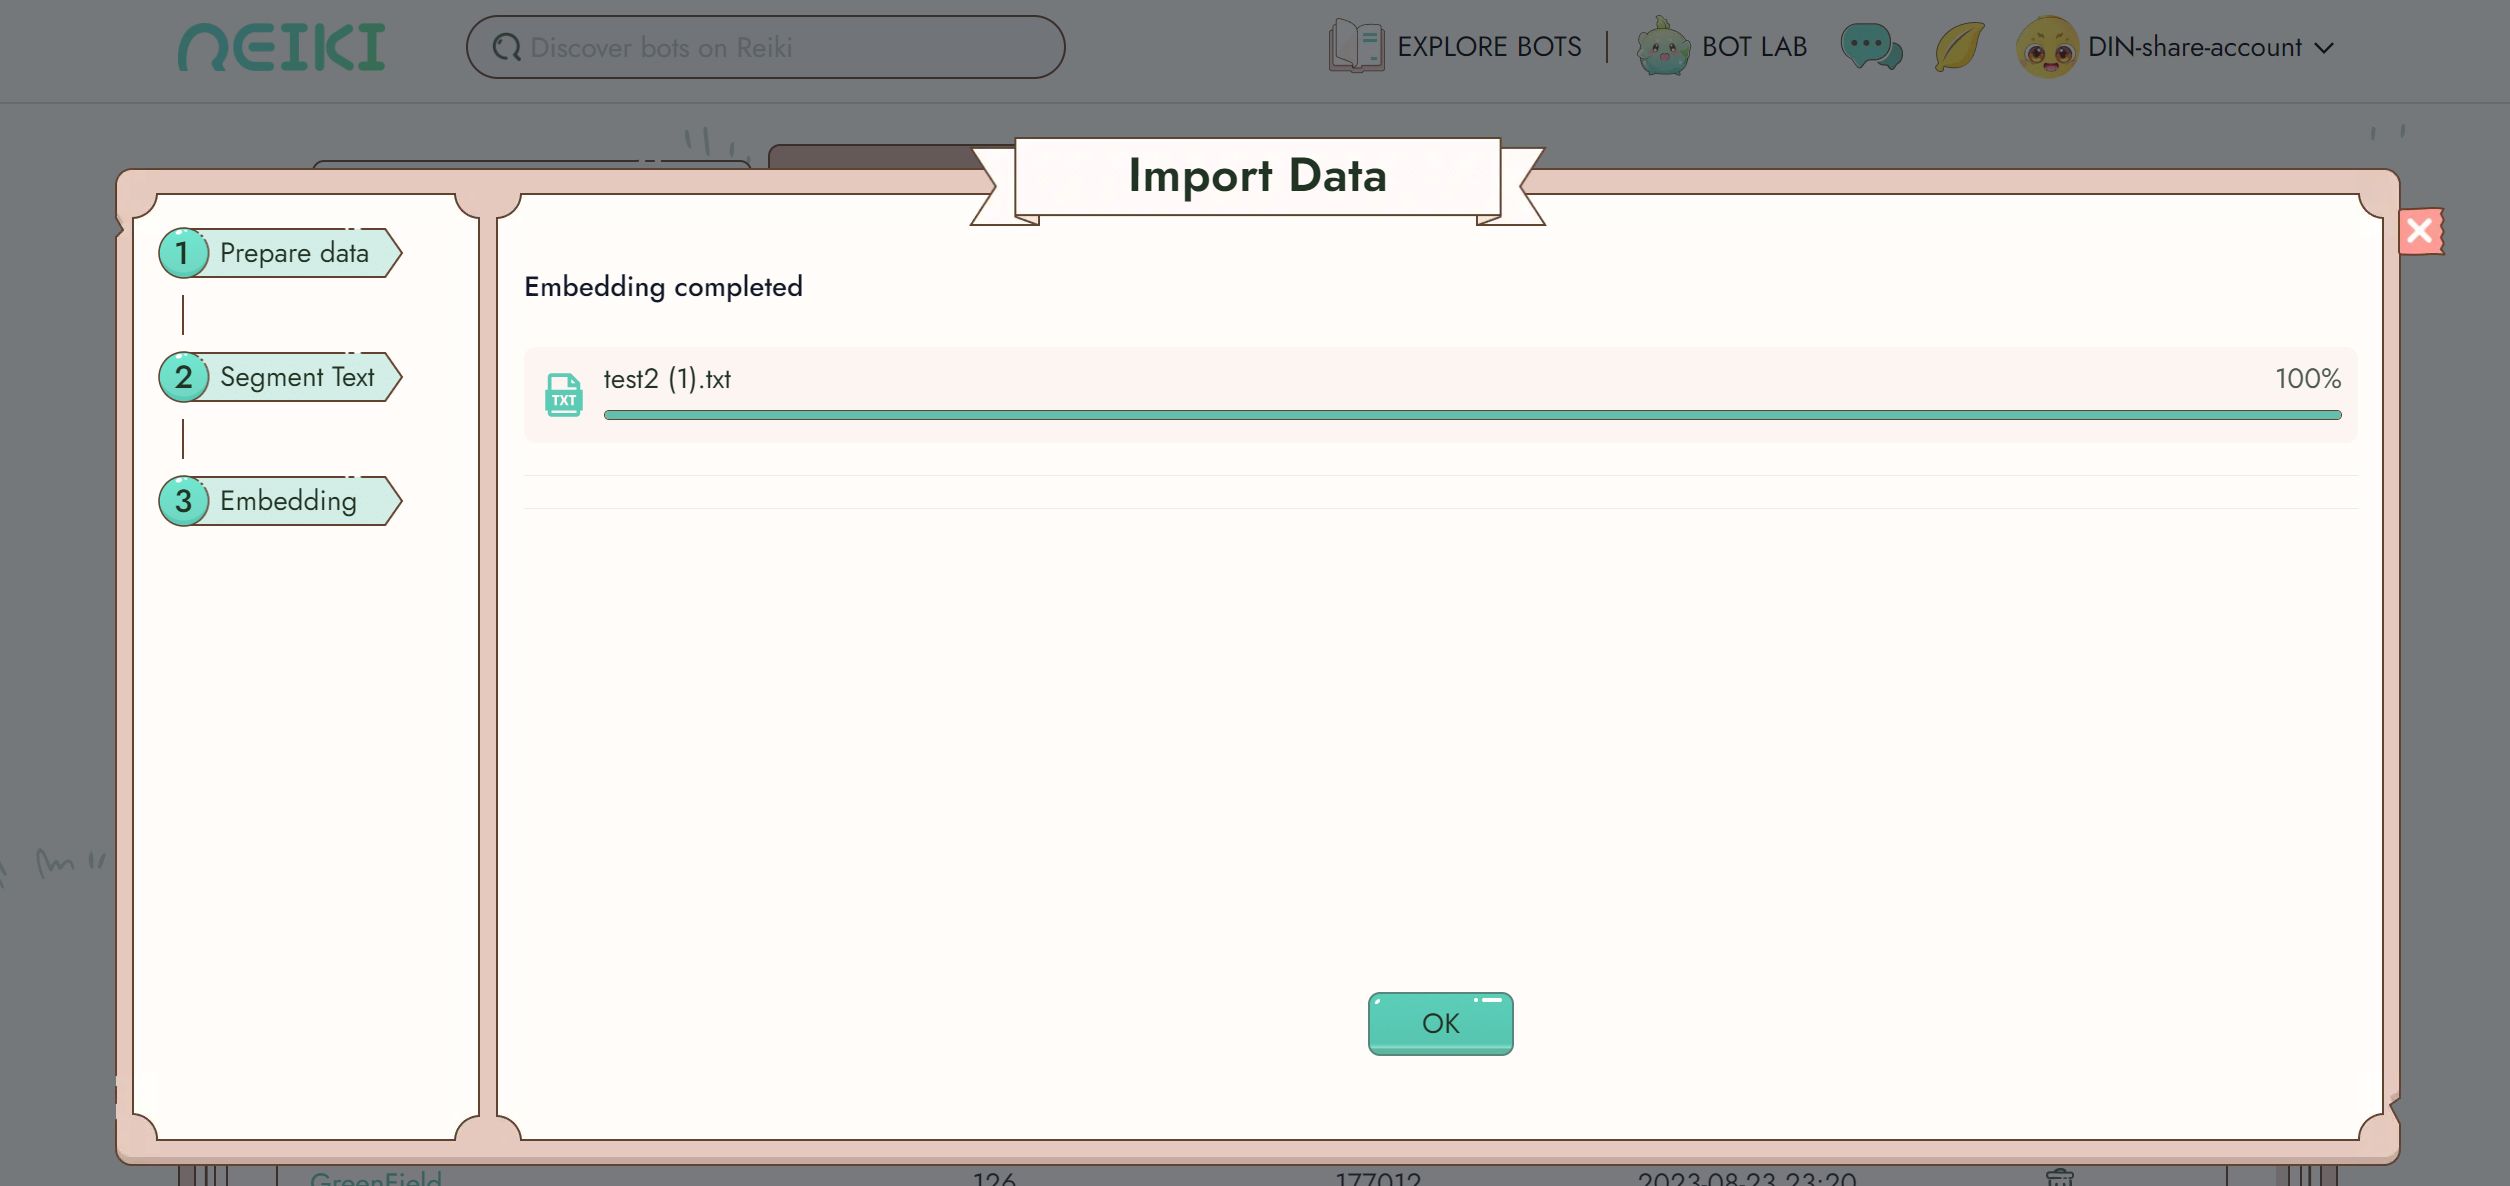 REIKI
Discover bots on Reiki
EXPLORE BOTS
BOT LAB
DIN-share-account
Import Data
1 Prepare data
2 Segment Text
3 Embedding
Embedding completed
TXT
test2 (1).txt
100%
OK
GreenField 126 177012 2023-08-23 23:20